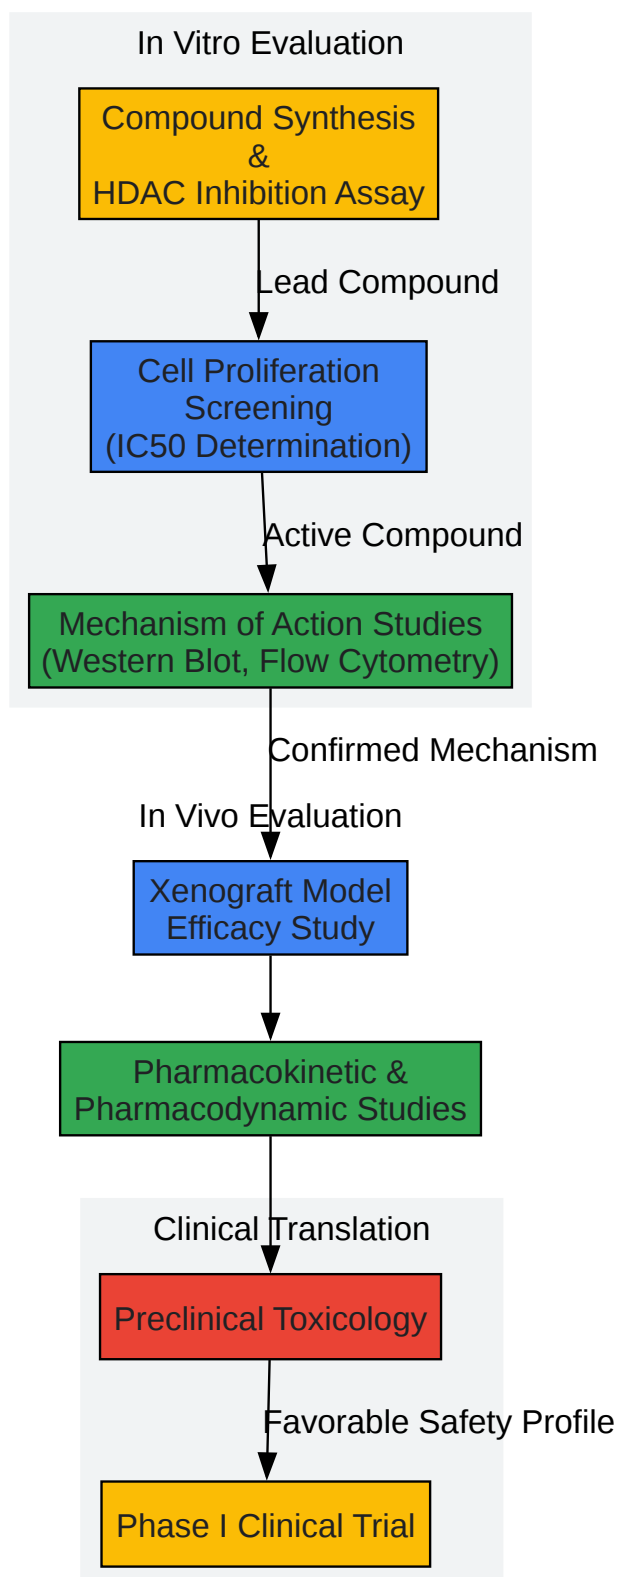 In Vitro Evaluation
Compound Synthesis
&
HDAC Inhibition Assay
Lead Compound
Cell Proliferation
Screening
(IC50 Determination)
Active Compound
Mechanism of Action Studies
(Western Blot, Flow Cytometry)
Confirmed Mechanism
In Vivo Evaluation
Xenograft Model
Efficacy Study
Pharmacokinetic &
Pharmacodynamic Studies
Clinical Translation
Preclinical Toxicology
Favorable Safety Profile
Phase I Clinical Trial